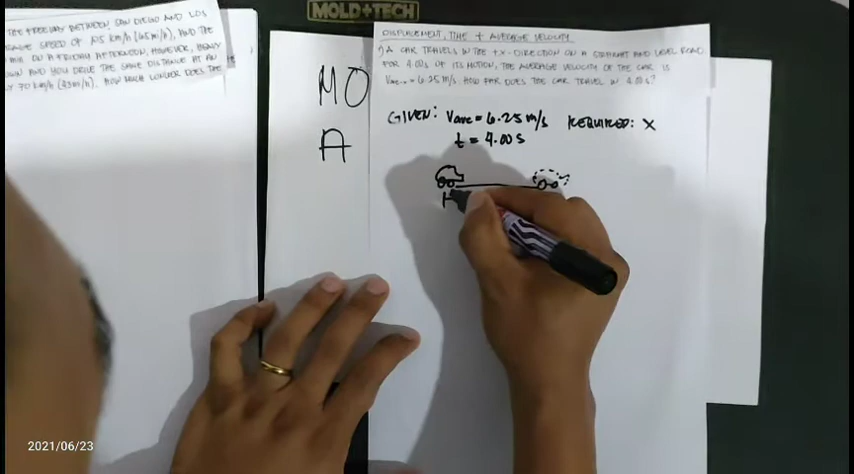 MOLD+TECH
THE FREEWAY BETWEEN SAN DIEGO AND LOS
SPEED OF 105 km/h (65 mi/h), AND THE
ON A FRIDAY AFTERNOON, HOWEVER, HEAVY
AND YOU DRIVE THE SAME DISTANCE AT AN
70 km/h (43 mi/h). HOW MUCH LONGER DOES THE
MO
A
DISPLACEMENT, TIME + AVERAGE VELOCITY
1) A CAR TRAVELS IN THE +X-DIRECTION ON A STRAIGHT AND LEVEL ROAD
FOR 4.00s OF ITS MOTION, THE AVERAGE VELOCITY OF THE CAR IS
Vave-x = 6.25 m/s. HOW FAR DOES THE CAR TRAVEL IN 4.00s?
GIVEN: Vave = 6.25 m/s REQUIRED: X
t = 4.00s
2021/06/23